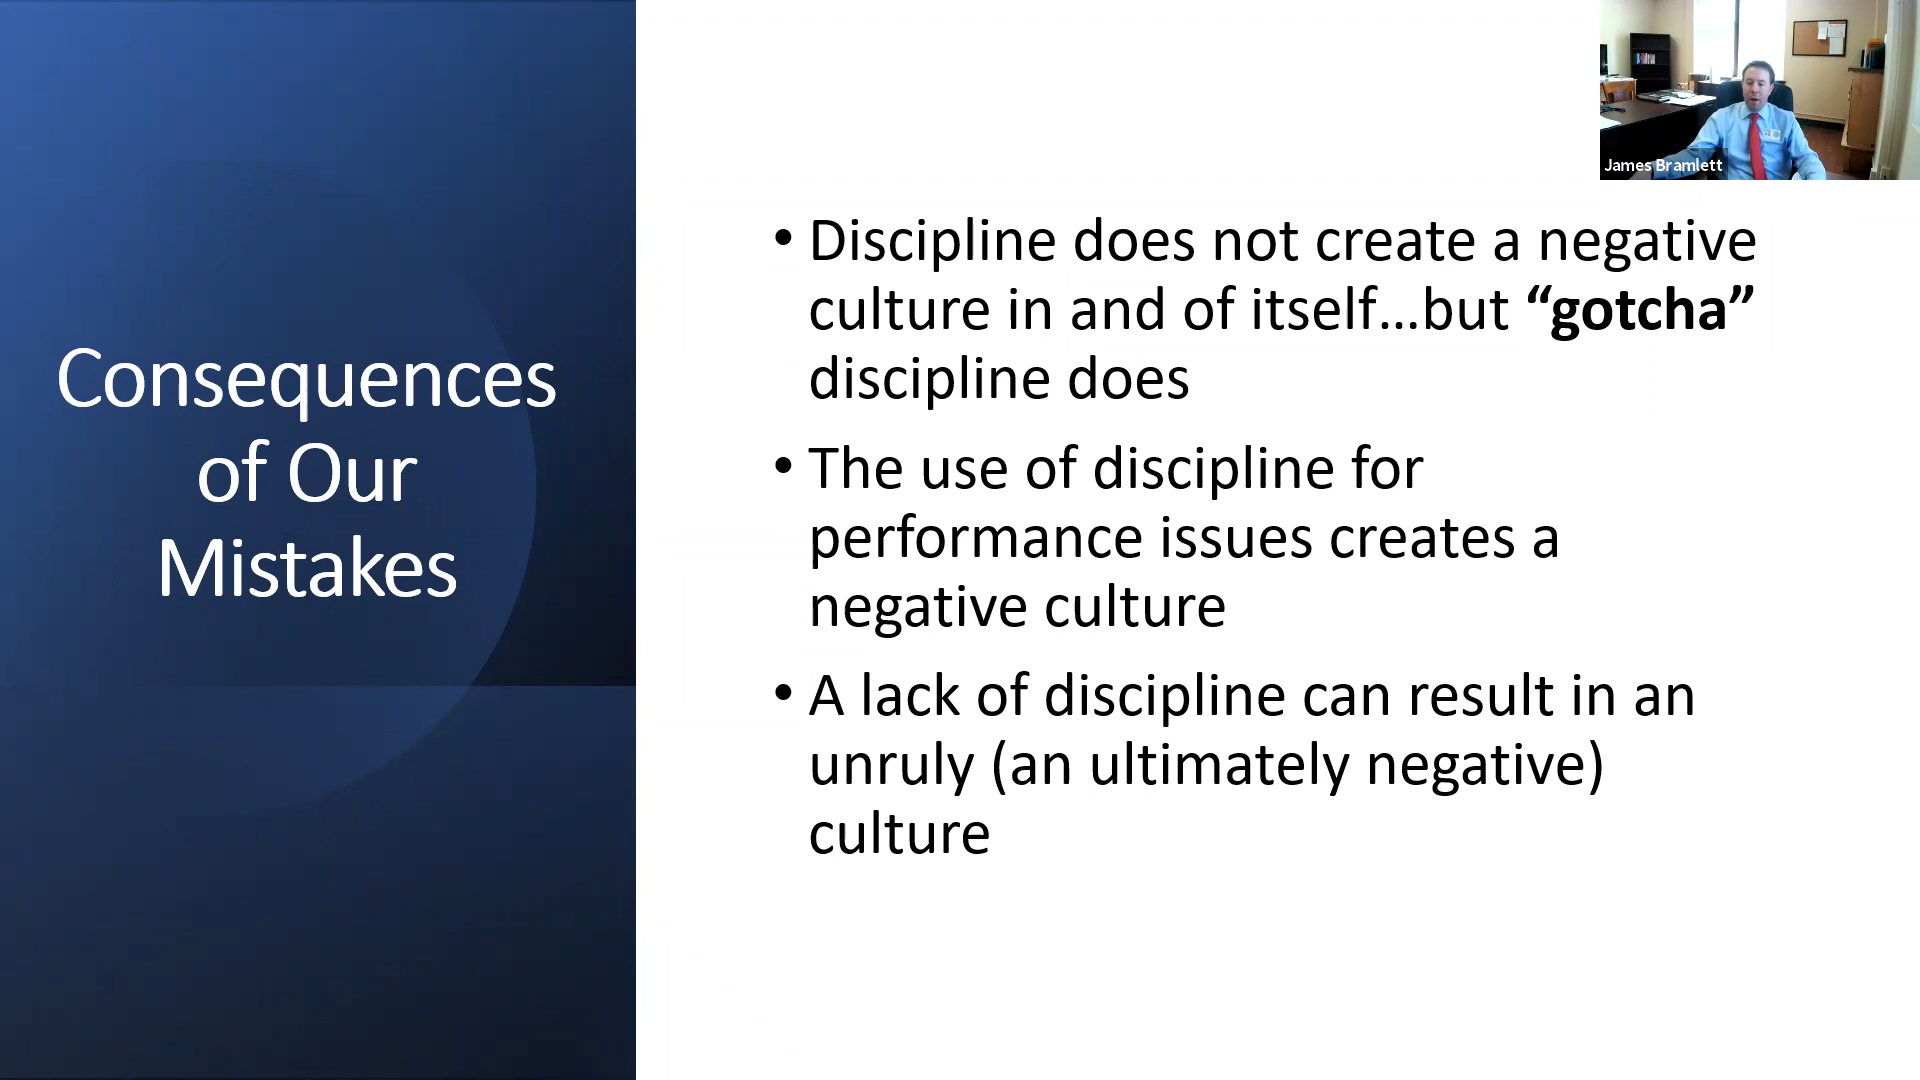 James Bramlett
Consequences
of Our
Mistakes
• Discipline does not create a negative
culture in and of itself...but “gotcha”
discipline does
• The use of discipline for
performance issues creates a
negative culture
• A lack of discipline can result in an
unruly (an ultimately negative)
culture